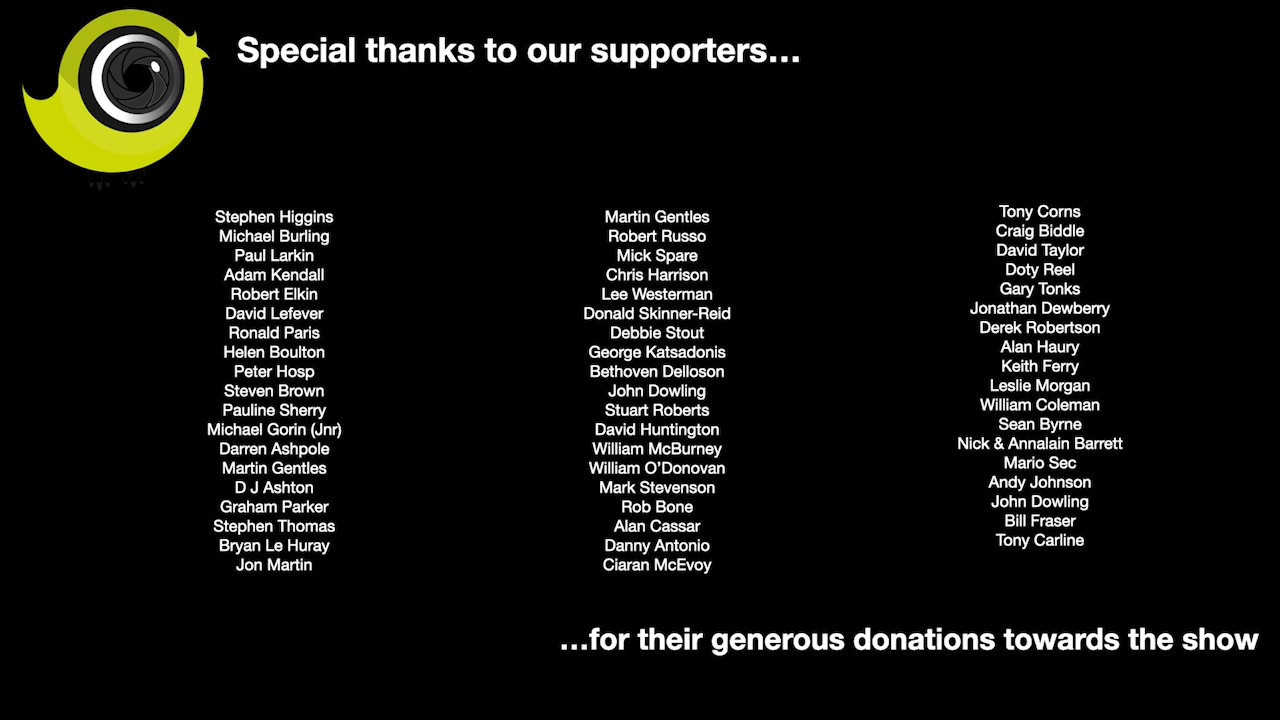 Special thanks to our supporters…
Stephen Higgins
Michael Burling
Paul Larkin
Adam Kendall
Robert Elkin
David Lefever
Ronald Paris
Helen Boulton
Peter Hosp
Steven Brown
Pauline Sherry
Michael Gorin (Jnr)
Darren Ashpole
Martin Gentles
D J Ashton
Graham Parker
Stephen Thomas
Bryan Le Huray
Jon Martin
Martin Gentles
Robert Russo
Mick Spare
Chris Harrison
Lee Westerman
Donald Skinner-Reid
Debbie Stout
George Katsadonis
Bethoven Delloson
John Dowling
Stuart Roberts
David Huntington
William McBurney
William O’Donovan
Mark Stevenson
Rob Bone
Alan Cassar
Danny Antonio
Ciaran McEvoy
Tony Corns
Craig Biddle
David Taylor
Doty Reel
Gary Tonks
Jonathan Dewberry
Derek Robertson
Alan Haury
Keith Ferry
Leslie Morgan
William Coleman
Sean Byrne
Nick & Annalain Barrett
Mario Sec
Andy Johnson
John Dowling
Bill Fraser
Tony Carline
…for their generous donations towards the show